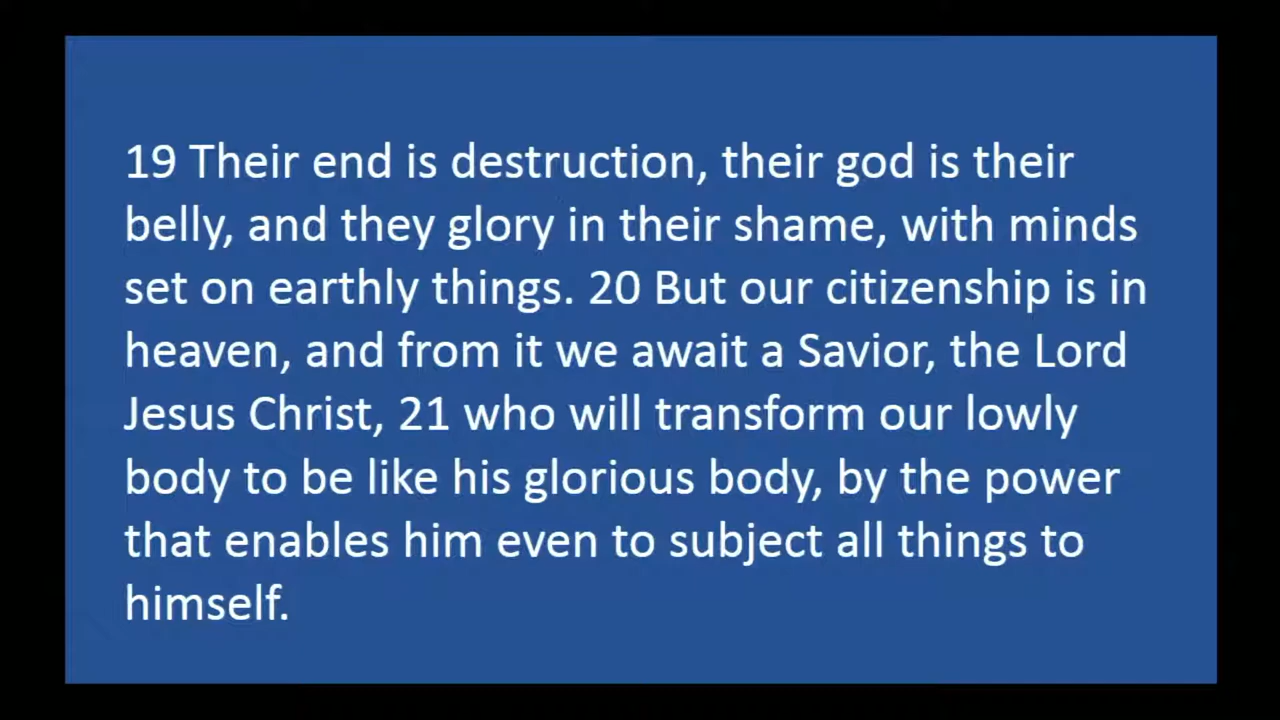 19 Their end is destruction, their god is their
belly, and they glory in their shame, with minds
set on earthly things. 20 But our citizenship is in
heaven, and from it we await a Savior, the Lord
Jesus Christ, 21 who will transform our lowly
body to be like his glorious body, by the power
that enables him even to subject all things to
himself.